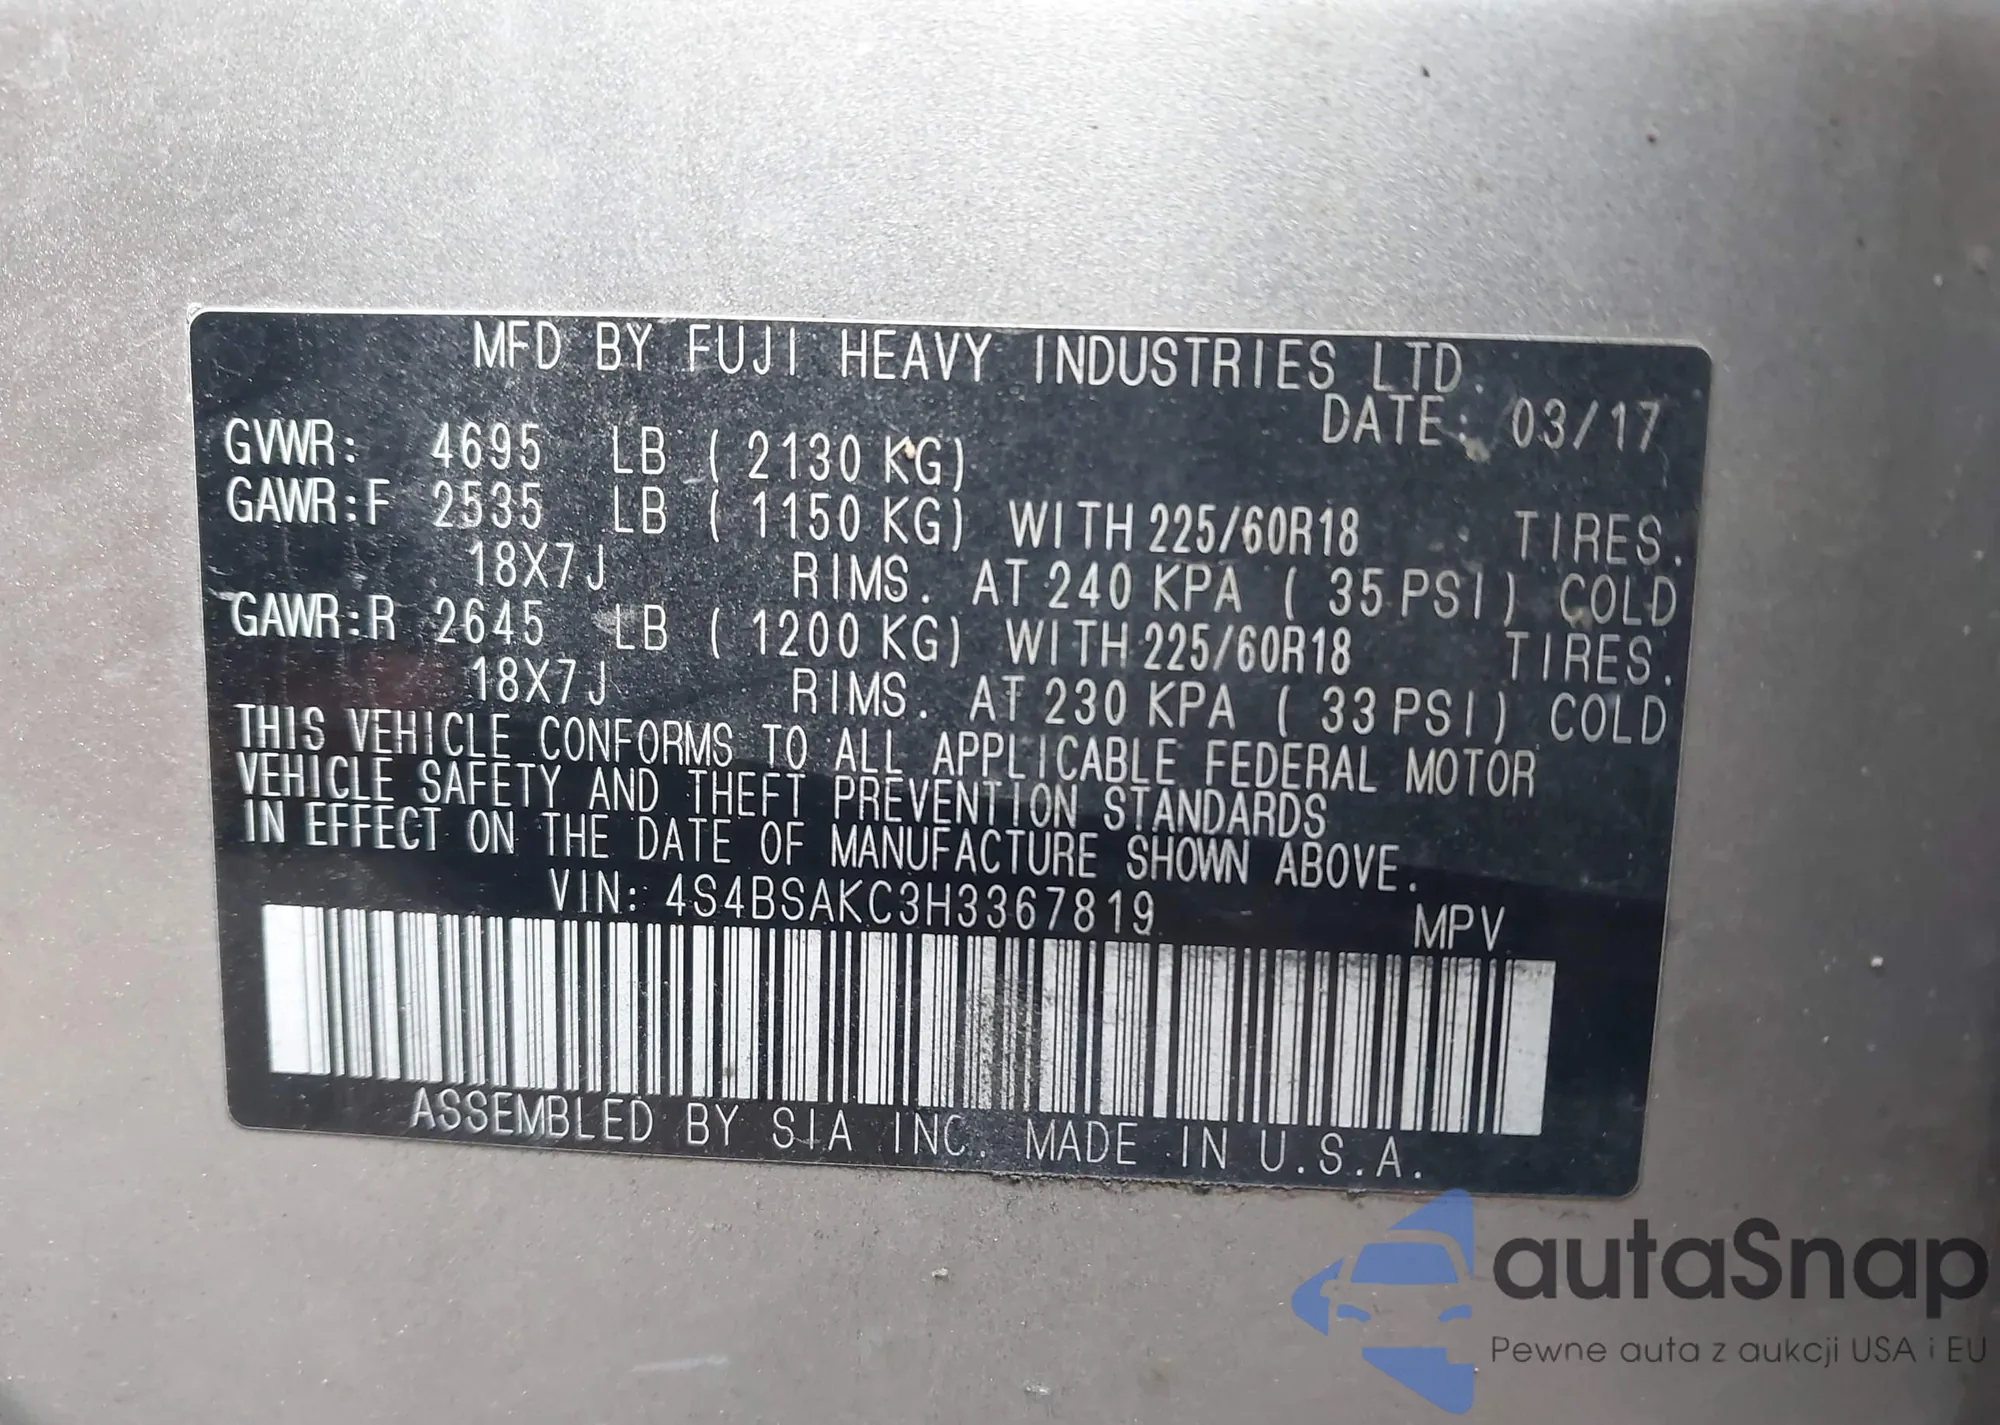 MFD BY FUJI HEAVY INDUSTRIES LTD.
DATE: 03/17
GVWR: 4695 LB ( 2130 KG)
GAWR:F 2535 LB ( 1150 KG) WITH 225/60R18 TIRES.
18X7J RIMS. AT 240 KPA ( 35 PSI) COLD
GAWR:R 2645 LB ( 1200 KG) WITH 225/60R18 TIRES.
18X7J RIMS. AT 230 KPA ( 33 PSI) COLD
THIS VEHICLE CONFORMS TO ALL APPLICABLE FEDERAL MOTOR
VEHICLE SAFETY AND THEFT PREVENTION STANDARDS
IN EFFECT ON THE DATE OF MANUFACTURE SHOWN ABOVE.
VIN: 4S4BSAKC3H3367819 MPV
ASSEMBLED BY SIA INC. MADE IN U.S.A.
autaSnap
Pewne auta z aukcji USA i EU